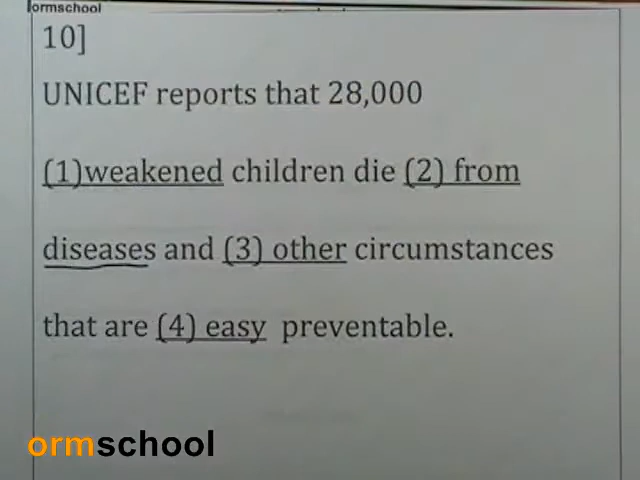 ormschool
10]
UNICEF reports that 28,000
(1)weakened children die (2) from
diseases and (3) other circumstances
that are (4) easy preventable.
ormschool